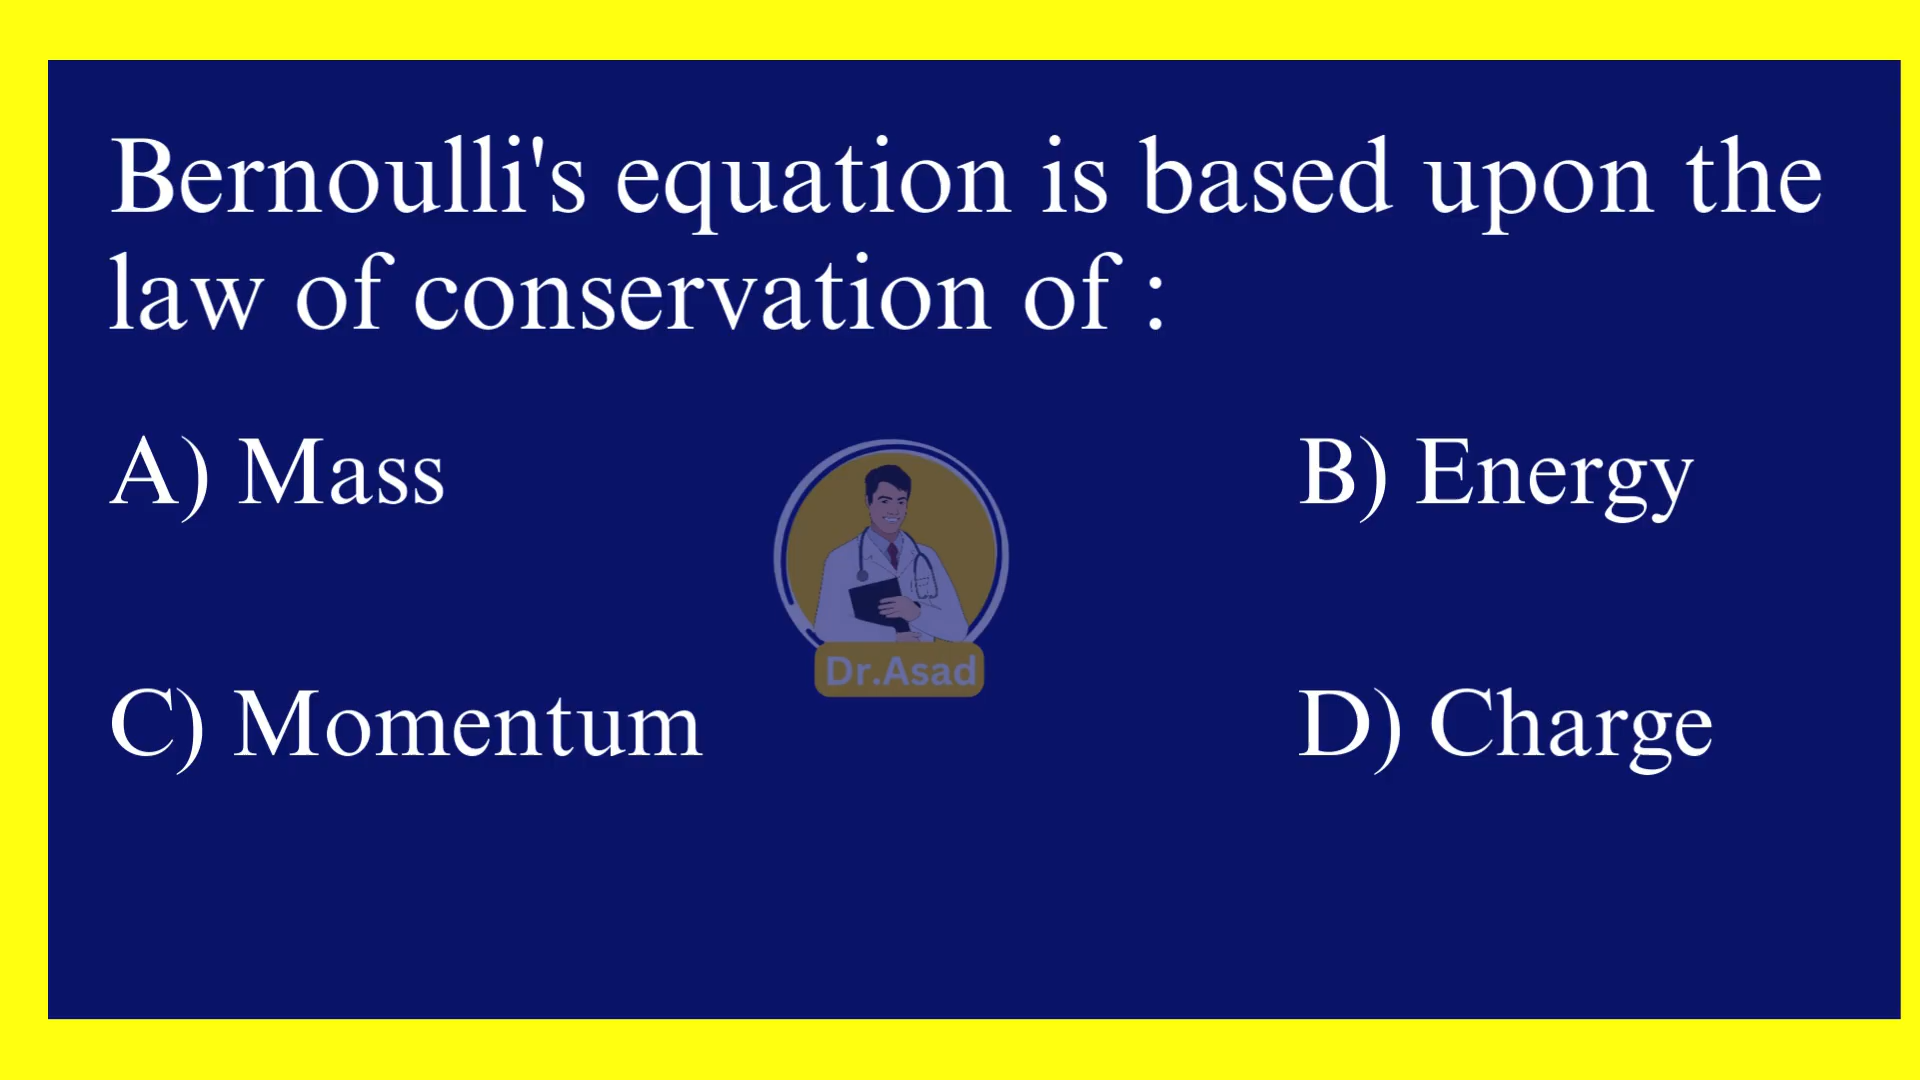 Bernoulli's equation is based upon the
law of conservation of :
A) Mass
B) Energy
Dr.Asad
C) Momentum
D) Charge